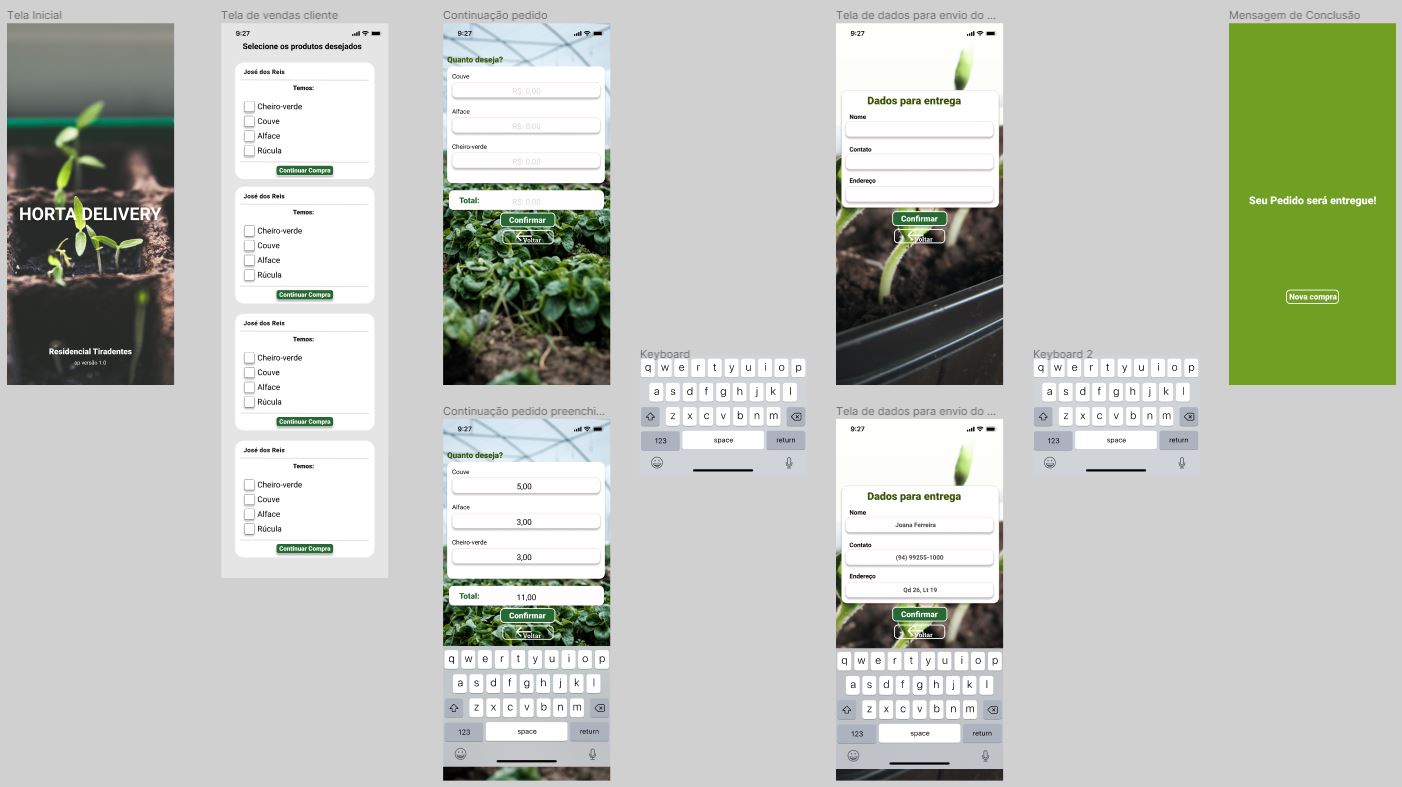 Tela Inicial
HORTA DELIVERY
Residencial Tiradentes
ap versão 1.0
Tela de vendas cliente
9:27
Selecione os produtos desejados
José dos Reis
Temos:
Cheiro-verde
Couve
Alface
Rúcula
Continuar Compra
José dos Reis
Temos:
Cheiro-verde
Couve
Alface
Rúcula
Continuar Compra
José dos Reis
Temos:
Cheiro-verde
Couve
Alface
Rúcula
Continuar Compra
José dos Reis
Temos:
Cheiro-verde
Couve
Alface
Rúcula
Continuar Compra
Continuação pedido
9:27
Quanto deseja?
Couve
R$: 0,00
Alface
R$: 0,00
Cheiro-verde
R$: 0,00
Total: R$: 0,00
Confirmar
Voltar
Continuação pedido preenchi...
9:27
Quanto deseja?
Couve
5,00
Alface
3,00
Cheiro-verde
3,00
Total: 11,00
Confirmar
Voltar
q w e r t y u i o p
a s d f g h j k l
z x c v b n m
123 space return
Keyboard
q w e r t y u i o p
a s d f g h j k l
z x c v b n m
123 space return
Tela de dados para envio do ...
9:27
Dados para entrega
Nome
Contato
Endereço
Confirmar
Voltar
Tela de dados para envio do ...
9:27
Dados para entrega
Nome
Joana Ferreira
Contato
(94) 99255-1000
Endereço
Qd 26, Lt 19
Confirmar
Voltar
q w e r t y u i o p
a s d f g h j k l
z x c v b n m
123 space return
Keyboard 2
q w e r t y u i o p
a s d f g h j k l
z x c v b n m
123 space return
Mensagem de Conclusão
Seu Pedido será entregue!
Nova compra